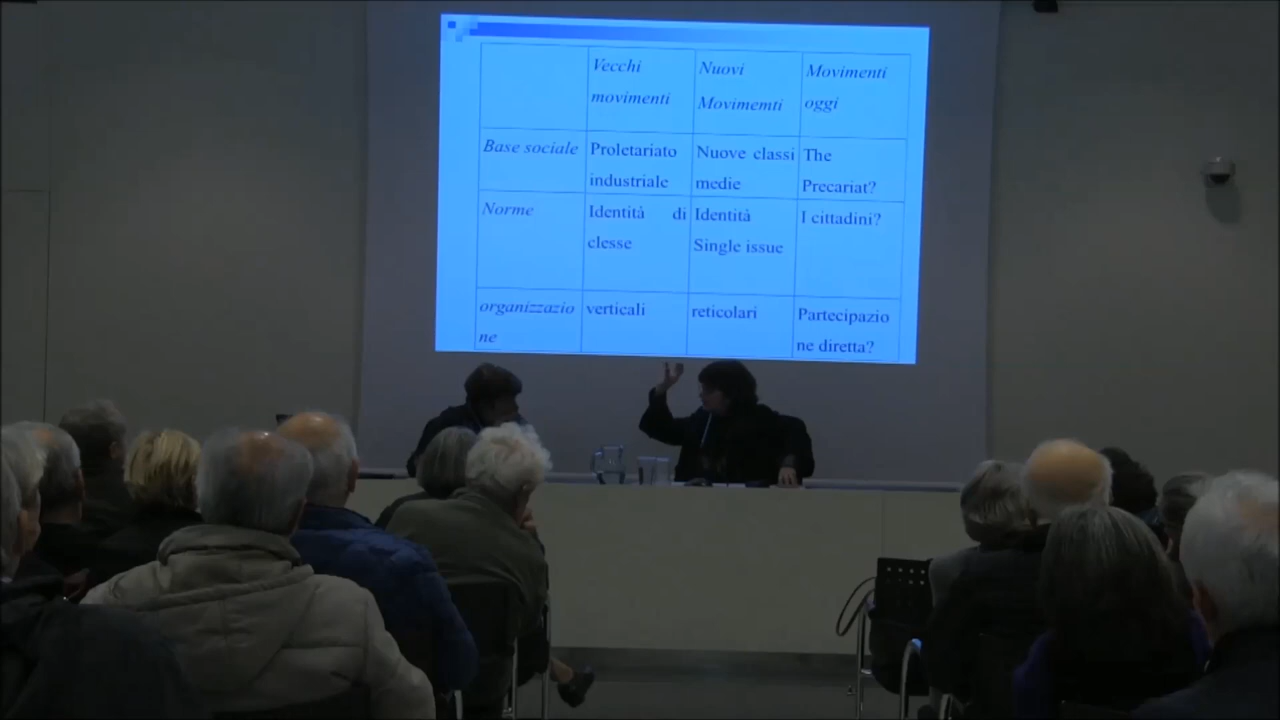 Vecchi
movimenti
Nuovi
Movimemti
Movimenti
oggi
Base sociale
Proletariato
industriale
Nuove classi
medie
The
Precariat?
Norme
Identità di
clesse
Identità
Single issue
I cittadini?
organizzazio
ne
verticali
reticolari
Partecipazio
ne diretta?